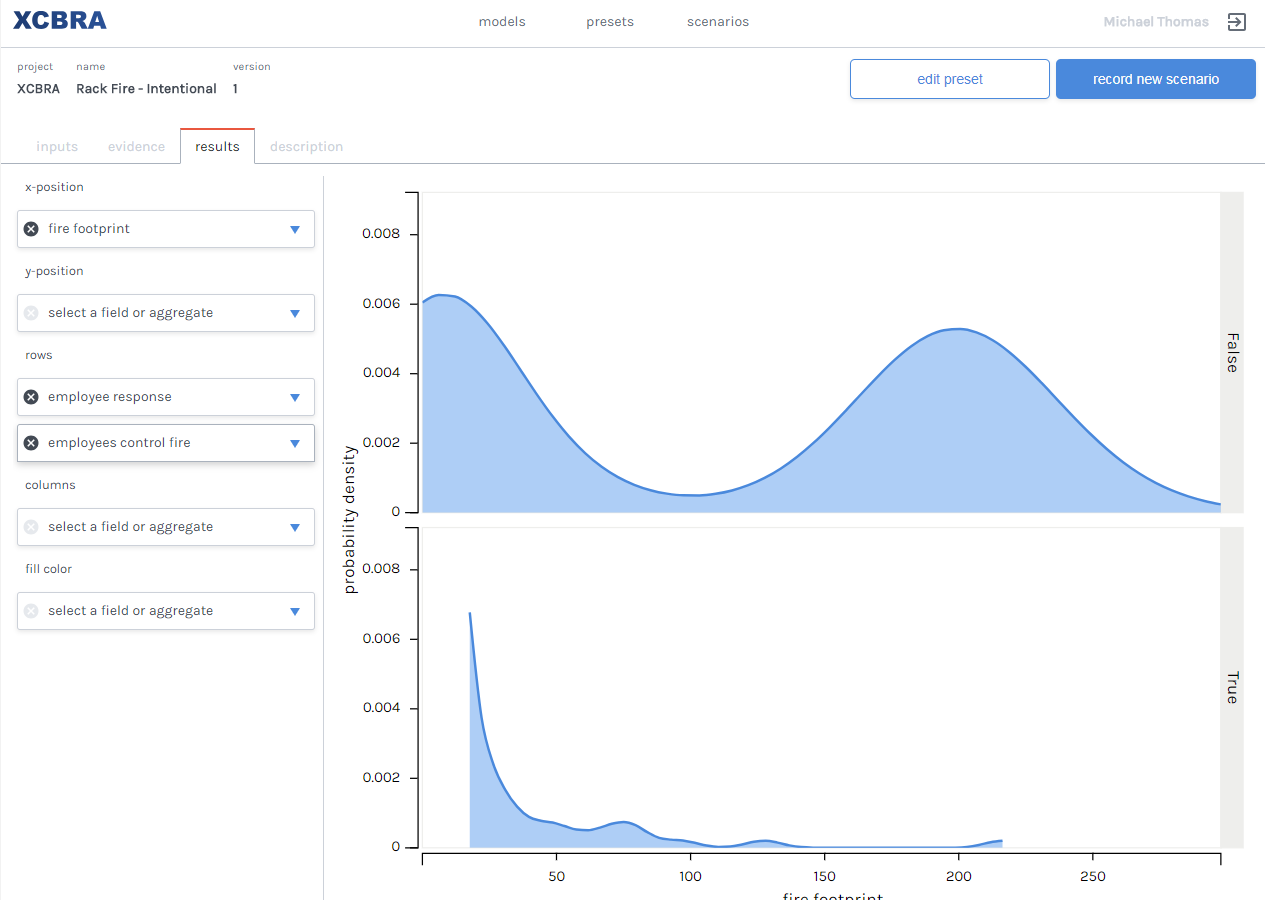 XCBRA
models presets scenarios
Michael Thomas
project name version
XCBRA Rack Fire - Intentional 1
edit preset
record new scenario
inputs evidence results description
x-position
fire footprint
y-position
select a field or aggregate
rows
employee response
employees control fire
columns
select a field or aggregate
fill color
select a field or aggregate
probability density
0.008
0.006
0.004
0.002
0
False
0.008
0.006
0.004
0.002
0
True
50 100 150 200 250
fire footprint